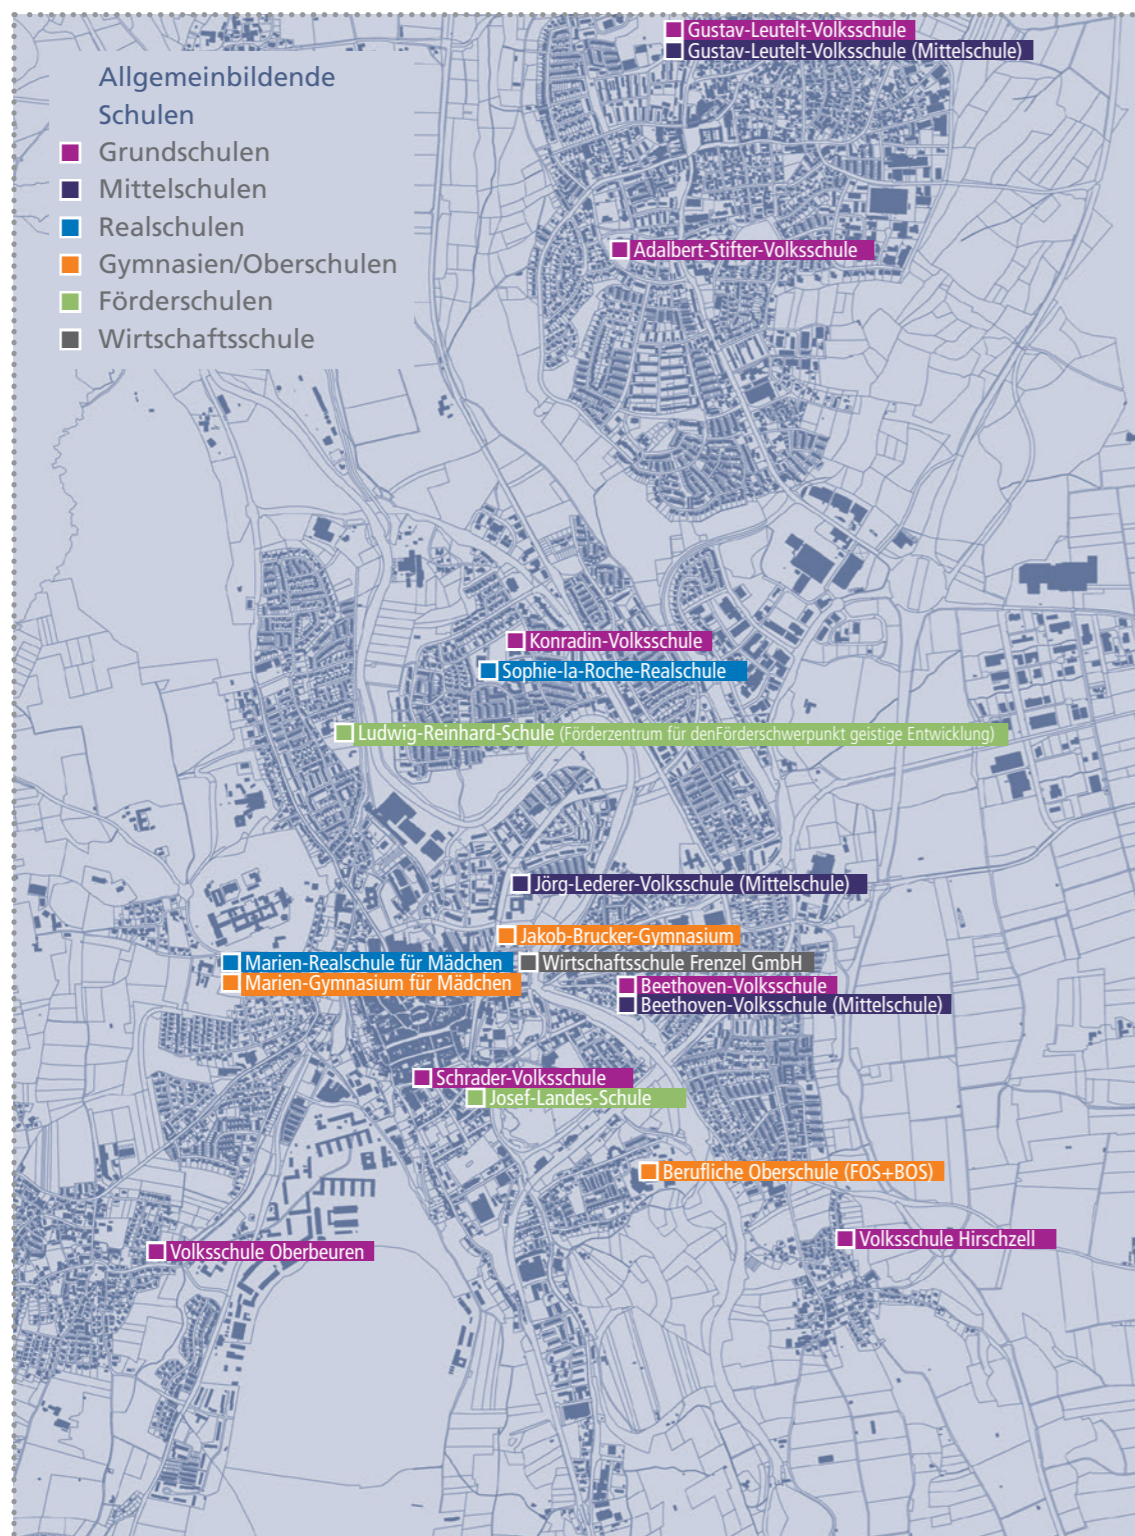 Gustav-Leutelt-Volksschule
Gustav-Leutelt-Volksschule (Mittelschule)
Allgemeinbildende
Schulen
Grundschulen
Mittelschulen
Realschulen
Gymnasien/Oberschulen
Förderschulen
Wirtschaftsschule
Adalbert-Stifter-Volksschule
Konradin-Volksschule
Sophie-la-Roche-Realschule
Ludwig-Reinhard-Schule (Förderzentrum für denFörderschwerpunkt geistige Entwicklung)
Jörg-Lederer-Volksschule (Mittelschule)
Jakob-Brucker-Gymnasium
Marien-Realschule für Mädchen
Wirtschaftsschule Frenzel GmbH
Marien-Gymnasium für Mädchen
Beethoven-Volksschule
Beethoven-Volksschule (Mittelschule)
Schrader-Volksschule
Josef-Landes-Schule
Berufliche Oberschule (FOS+BOS)
Volksschule Hirschzell
Volksschule Oberbeuren